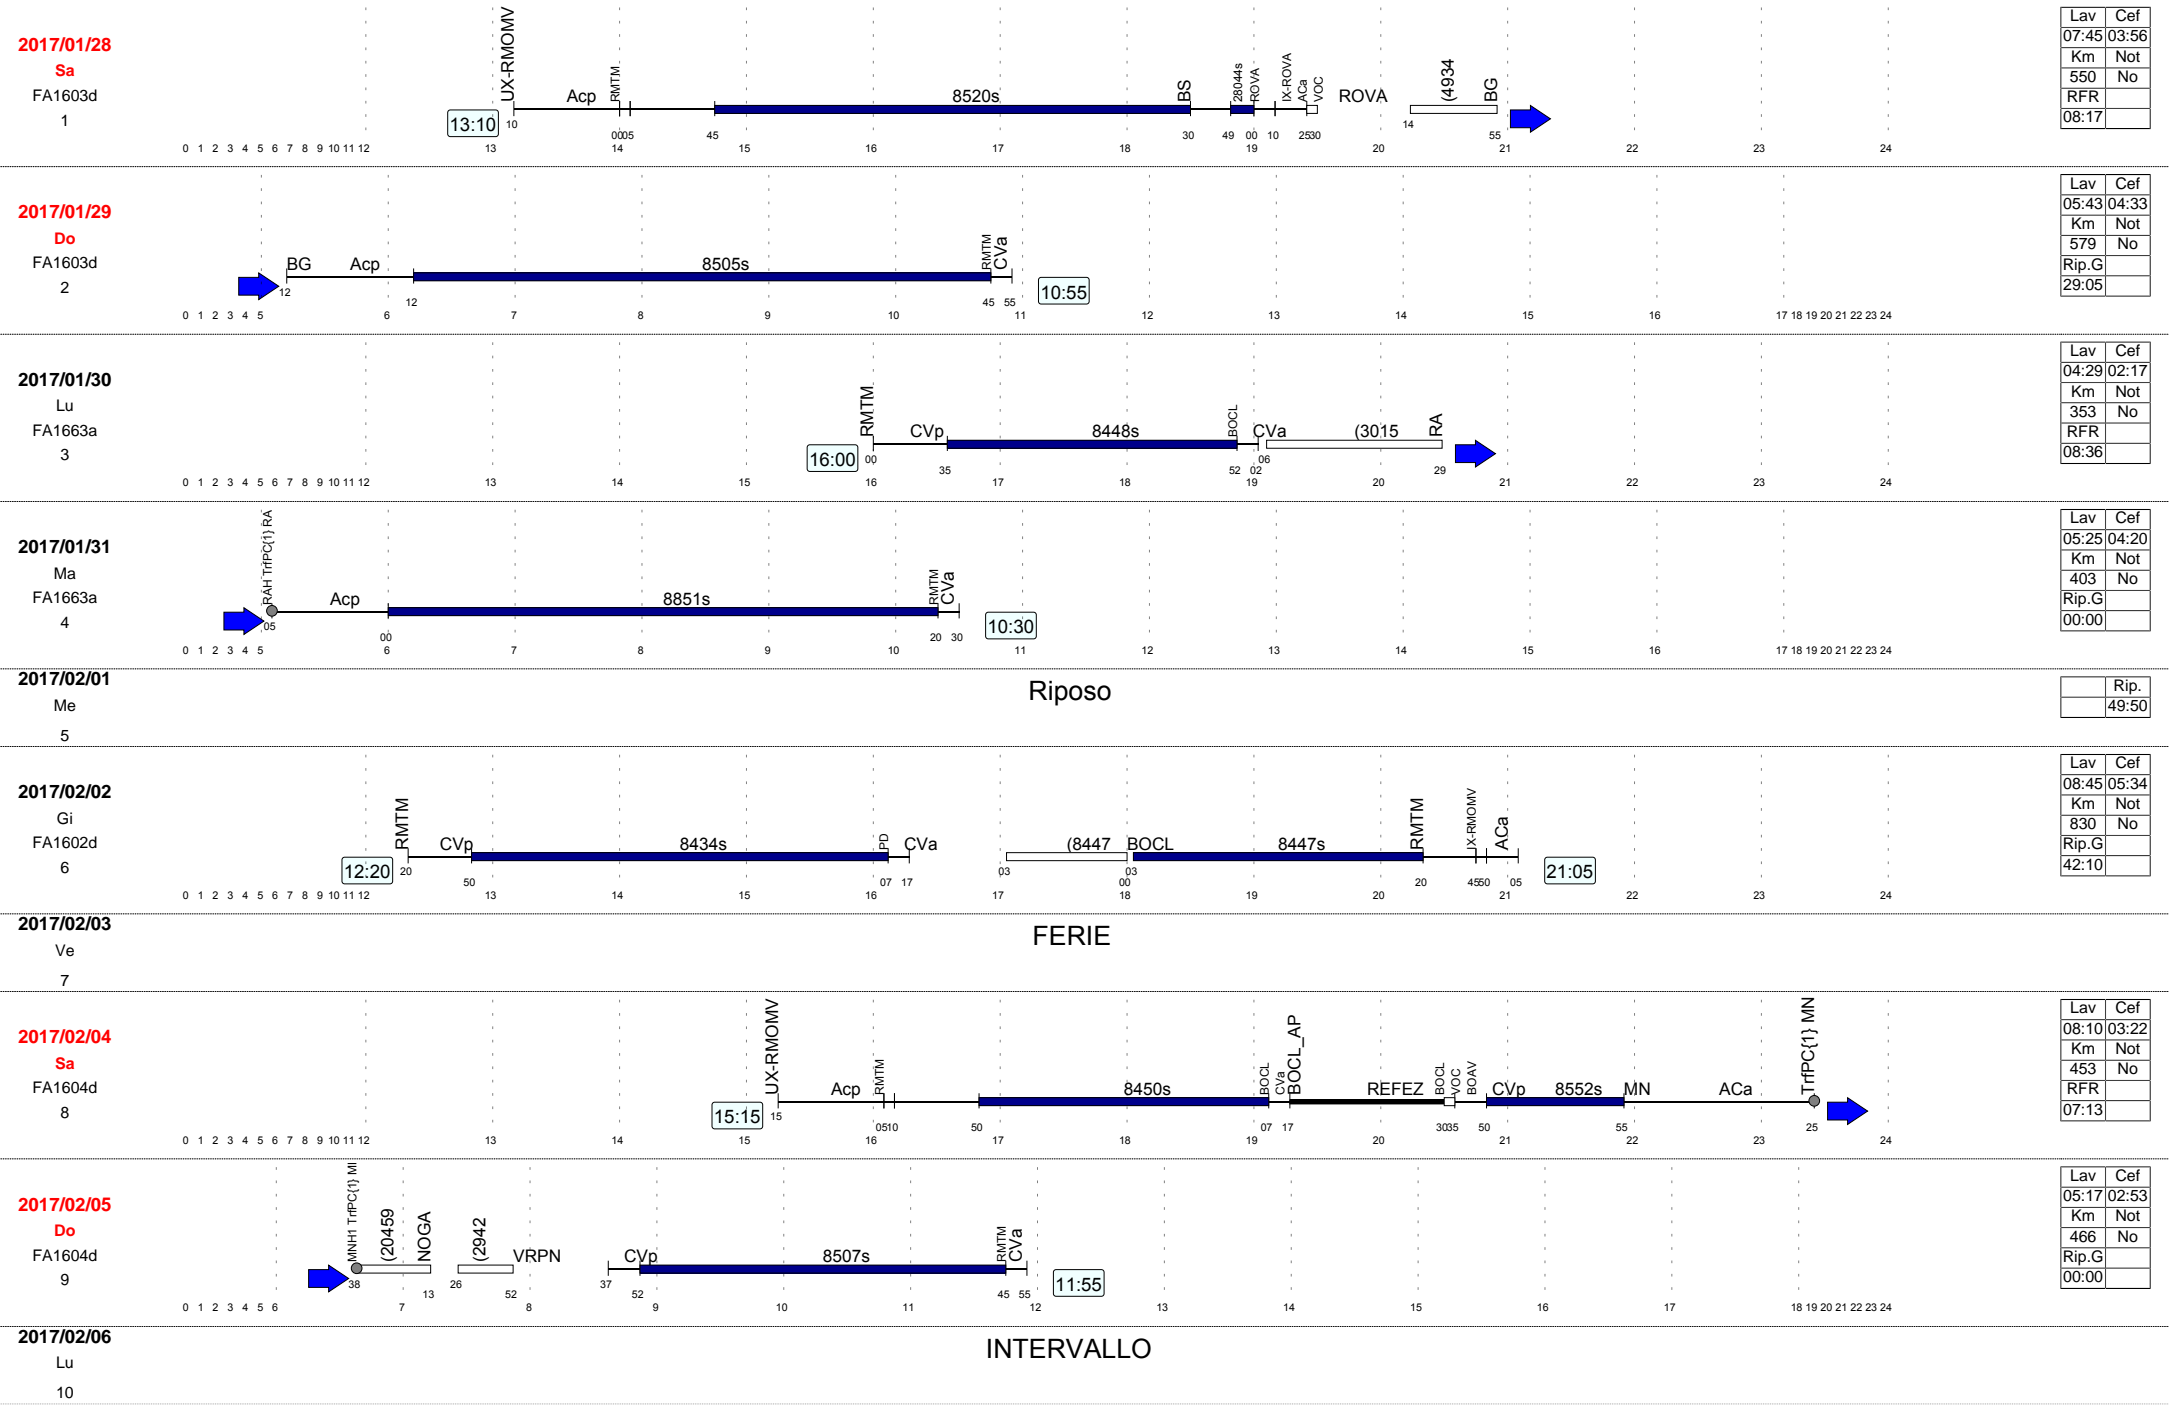 2017/01/28
Sa
FA1603d
1
13:10
UX-RMOMV Acp RMTM 8520s BS 28044s ROVA IX-ROVA ACa VOC ROVA (4934 BG
10 00 05 45 30 49 00 10 25 30 14 55
0 1 2 3 4 5 6 7 8 9 10 11 12 13 14 15 16 17 18 19 20 21 22 23 24
Lav Cef
07:45 03:56
Km Not
550 No
RFR
08:17
2017/01/29
Do
FA1603d
2
BG Acp 8505s RMTM CVa
12 12 45 55
10:55
0 1 2 3 4 5 6 7 8 9 10 11 12 13 14 15 16 17 18 19 20 21 22 23 24
Lav Cef
05:43 04:33
Km Not
579 No
Rip.G
29:05
2017/01/30
Lu
FA1663a
3
16:00
RMTM CVp 8448s BOCL CVa (3015 RA
00 35 52 02 06 29
0 1 2 3 4 5 6 7 8 9 10 11 12 13 14 15 16 17 18 19 20 21 22 23 24
Lav Cef
04:29 02:17
Km Not
353 No
RFR
08:36
2017/01/31
Ma
FA1663a
4
RAH TrfPC{1} RA Acp 8851s RMTM CVa
05 00 20 30
10:30
0 1 2 3 4 5 6 7 8 9 10 11 12 13 14 15 16 17 18 19 20 21 22 23 24
Lav Cef
05:25 04:20
Km Not
403 No
Rip.G
00:00
2017/02/01
Me
5
Riposo
Rip.
49:50
2017/02/02
Gi
FA1602d
6
12:20
RMTM CVp 8434s PD CVa (8447 BOCL 8447s RMTM IX-RMOMV ACa
20 50 07 17 03 00 03 20 45 50 05
21:05
0 1 2 3 4 5 6 7 8 9 10 11 12 13 14 15 16 17 18 19 20 21 22 23 24
Lav Cef
08:45 05:34
Km Not
830 No
Rip.G
42:10
2017/02/03
Ve
7
FERIE
2017/02/04
Sa
FA1604d
8
15:15
UX-RMOMV Acp RMTM 8450s BOCL CVa BOCL_AP REFEZ BOCL VOC BOAV CVp 8552s MN ACa TrfPC{1} MN
15 05 10 50 07 17 30 35 50 55 25
0 1 2 3 4 5 6 7 8 9 10 11 12 13 14 15 16 17 18 19 20 21 22 23 24
Lav Cef
08:10 03:22
Km Not
453 No
RFR
07:13
2017/02/05
Do
FA1604d
9
MNH1 TrfPC{1} MI (20459 NOGA (2942 VRPN CVp 8507s RMTM CVa
38 13 26 52 37 52 45 55
11:55
0 1 2 3 4 5 6 7 8 9 10 11 12 13 14 15 16 17 18 19 20 21 22 23 24
Lav Cef
05:17 02:53
Km Not
466 No
Rip.G
00:00
2017/02/06
Lu
10
INTERVALLO